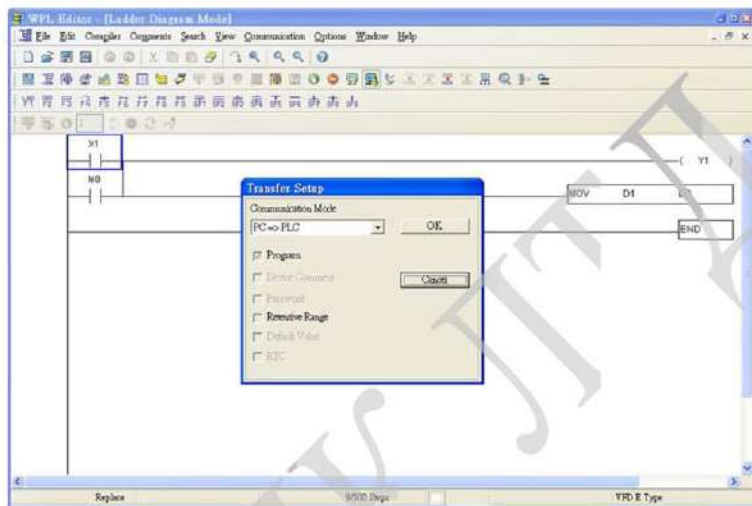 WPL Editor - [Ladder Diagram Mode]
File Edit Compiler Comments Search View Communication Options Window Help
X1
Y1
M0
MOV D1
END
Transfer Setup
Communication Mode
PC => PLC
OK
Program
Device Comment
Cancel
Password
Retentive Range
Default Value
RTC
Replace
Steps
VFD E Type
ЛТД